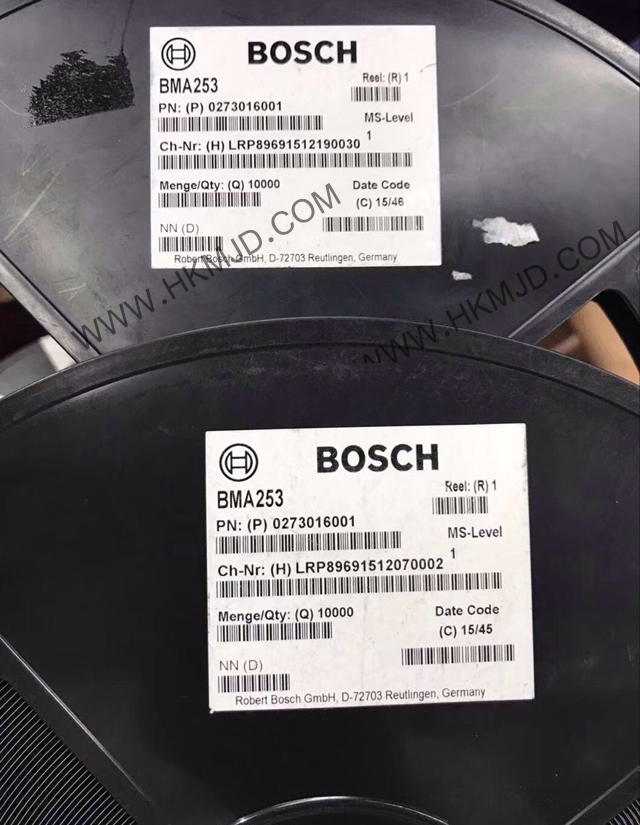 BOSCH
BMA253
Reel: (R) 1
PN: (P) 0273016001
MS-Level
1
Ch-Nr: (H) LRP89691512190030
Menge/Qty: (Q) 10000
Date Code
(C) 15/46
NN (D)
Robert Bosch GmbH, D-72703 Reutlingen, Germany
WWW.HKMJD.COM
WWW.HKMJD.COM
BOSCH
BMA253
Reel: (R) 1
PN: (P) 0273016001
MS-Level
1
Ch-Nr: (H) LRP89691512070002
Menge/Qty: (Q) 10000
Date Code
(C) 15/45
NN (D)
Robert Bosch GmbH, D-72703 Reutlingen, Germany